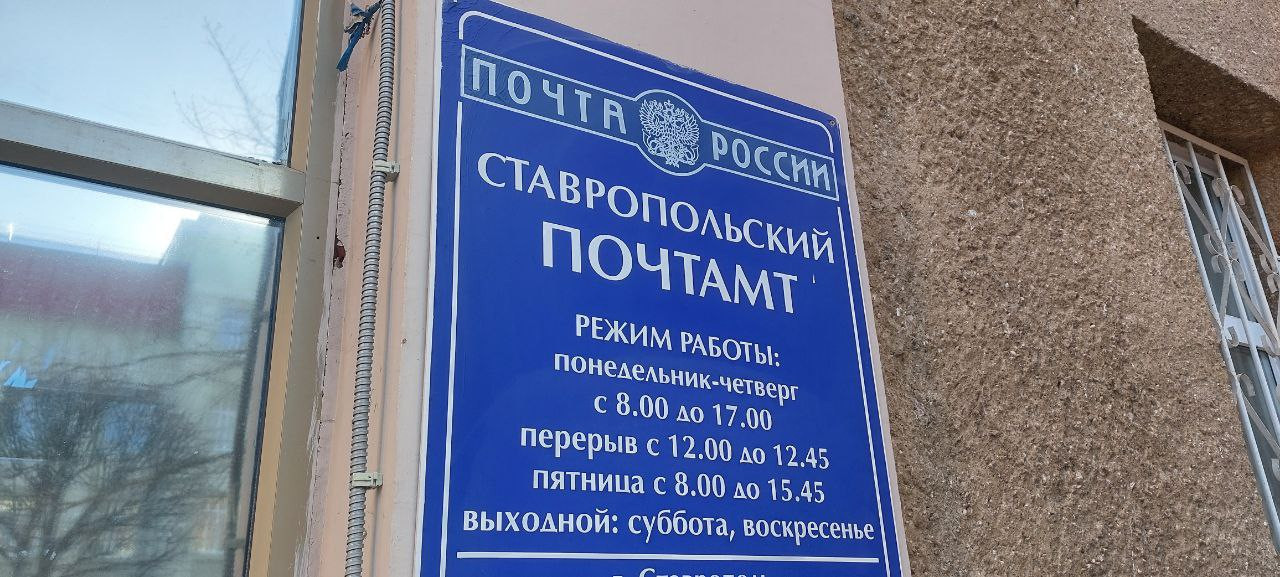 ПОЧТА РОССИИ
СТАВРОПОЛЬСКИЙ
ПОЧТАМТ
РЕЖИМ РАБОТЫ:
понедельник-четверг
с 8.00 до 17.00
перерыв с 12.00 до 12.45
пятница с 8.00 до 15.45
выходной: суббота, воскресенье